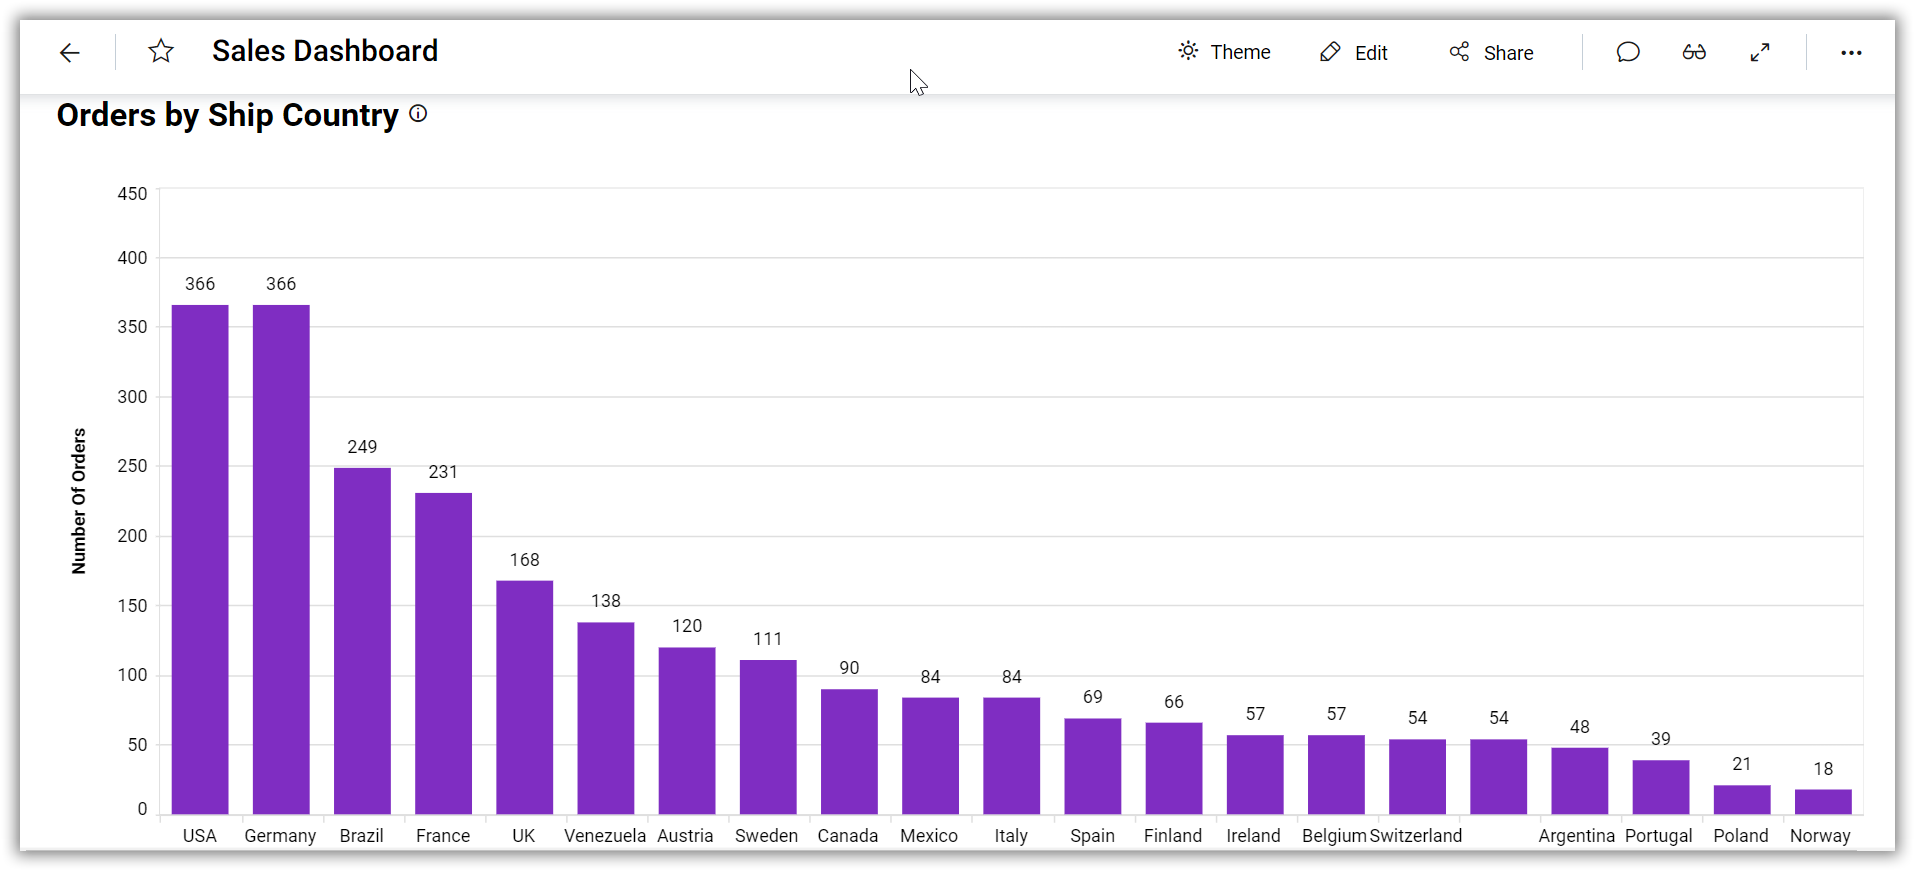 Sales Dashboard
Theme
Edit
Share
Orders by Ship Country
Number Of Orders
450
400
350
300
250
200
150
100
50
0
366 366 249 231 168 138 120 111 90 84 84 69 66 57 57 54 54 48 39 21 18
USA Germany Brazil France UK Venezuela Austria Sweden Canada Mexico Italy Spain Finland Ireland Belgium Switzerland Argentina Portugal Poland Norway